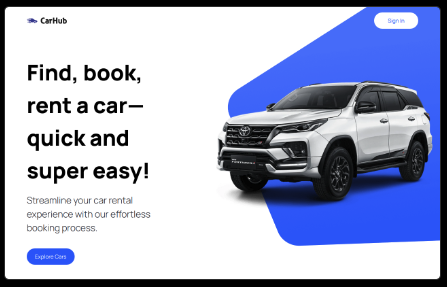 CarHub
Sign in
Find, book,
rent a car—
quick and
super easy!
Streamline your car rental
experience with our effortless
booking process.
Explore Cars